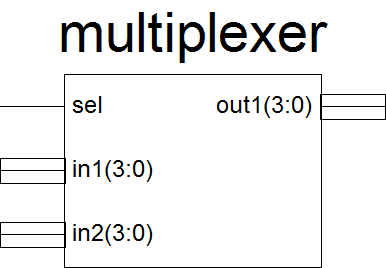 multiplexer
sel out1(3:0)
in1(3:0)
in2(3:0)